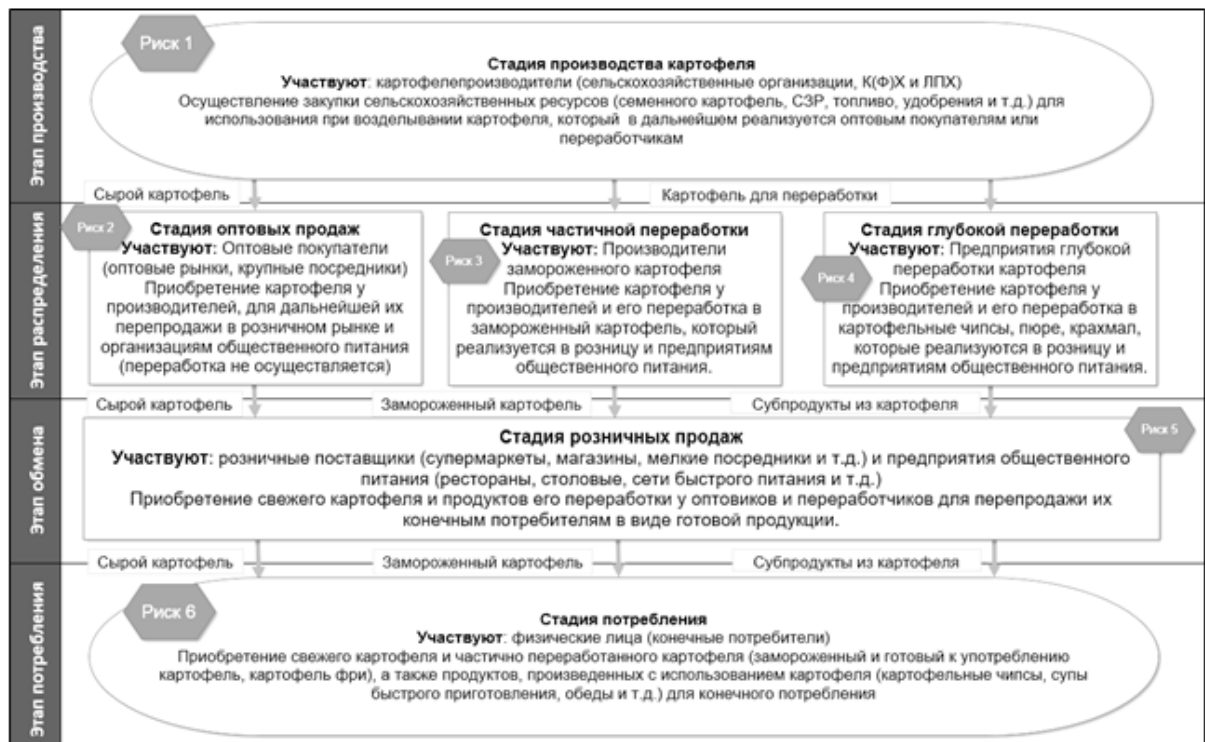 Этап производства
Риск 1
Стадия производства картофеля
Участвуют: картофелепроизводители (сельскохозяйственные организации, К(Ф)Х и ЛПХ)
Осуществление закупки сельскохозяйственных ресурсов (семенного картофель, СЗР, топливо, удобрения и т.д.) для
использования при возделывании картофеля, который в дальнейшем реализуется оптовым покупателям или
переработчикам
Сырой картофель
Картофель для переработки
Этап распределения
Риск 2
Стадия оптовых продаж
Участвуют: Оптовые покупатели
(оптовые рынки, крупные посредники)
Приобретение картофеля у
производителей, для дальнейшей их
перепродажи в розничном рынке и
организациям общественного питания
(переработка не осуществляется)
Риск 3
Стадия частичной переработки
Участвуют: Производители
замороженного картофеля
Приобретение картофеля у
производителей и его переработка в
замороженный картофель, который
реализуется в розницу и предприятиям
общественного питания.
Риск 4
Стадия глубокой переработки
Участвуют: Предприятия глубокой
переработки картофеля
Приобретение картофеля у
производителей и его переработка в
картофельные чипсы, пюре, крахмал,
которые реализуются в розницу и
предприятиям общественного питания.
Сырой картофель
Замороженный картофель
Субпродукты из картофеля
Этап обмена
Риск 5
Стадия розничных продаж
Участвуют: розничные поставщики (супермаркеты, магазины, мелкие посредники и т.д.) и предприятия общественного
питания (рестораны, столовые, сети быстрого питания и т.д.)
Приобретение свежего картофеля и продуктов его переработки у оптовиков и переработчиков для перепродажи их
конечным потребителям в виде готовой продукции.
Сырой картофель
Замороженный картофель
Субпродукты из картофеля
Этап потребления
Риск 6
Стадия потребления
Участвуют: физические лица (конечные потребители)
Приобретение свежего картофеля и частично переработанного картофеля (замороженный и готовый к употреблению
картофель, картофель фри), а также продуктов, произведенных с использованием картофеля (картофельные чипсы, супы
быстрого приготовления, обеды и т.д.) для конечного потребления